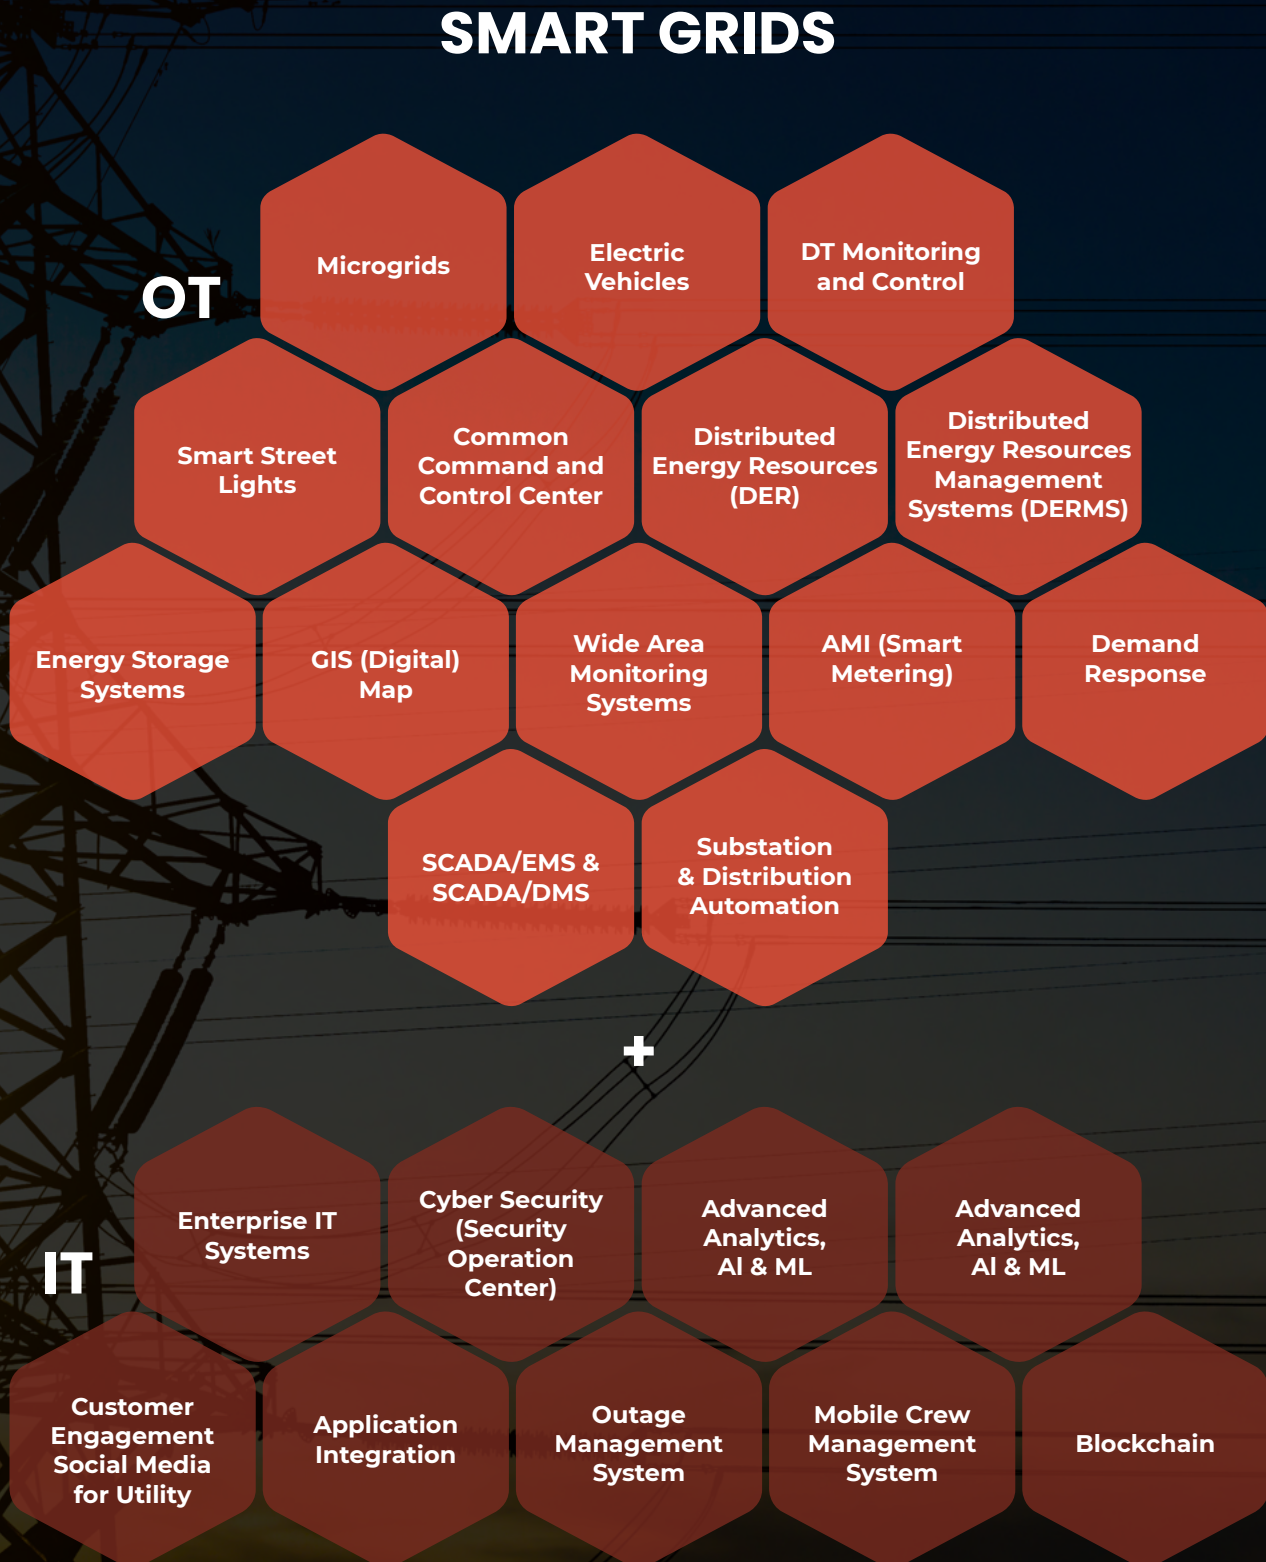 SMART GRIDS
OT
Microgrids
Electric
Vehicles
DT Monitoring
and Control
Smart Street
Lights
Common
Command and
Control Center
Distributed
Energy Resources
(DER)
Distributed
Energy Resources
Management
Systems (DERMS)
Energy Storage
Systems
GIS (Digital)
Map
Wide Area
Monitoring
Systems
AMI (Smart
Metering)
Demand
Response
SCADA/EMS &
SCADA/DMS
Substation
& Distribution
Automation
+
IT
Enterprise IT
Systems
Cyber Security
(Security
Operation
Center)
Advanced
Analytics,
AI & ML
Advanced
Analytics,
AI & ML
Customer
Engagement
Social Media
for Utility
Application
Integration
Outage
Management
System
Mobile Crew
Management
System
Blockchain